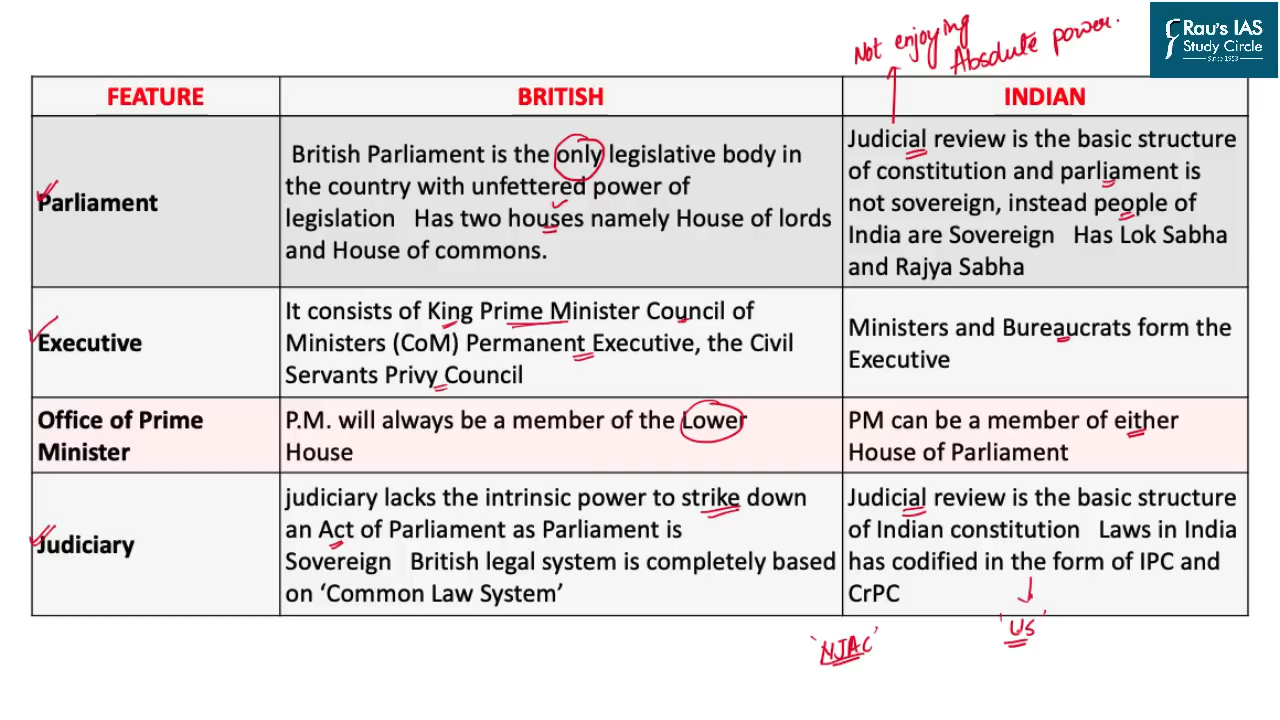 Not enjoying
Absolute power.
Rau's IAS
Study Circle
Since 1953
FEATURE
BRITISH
INDIAN
Parliament
British Parliament is the only legislative body in
the country with unfettered power of
legislation Has two houses namely House of lords
and House of commons.
Judicial review is the basic structure
of constitution and parliament is
not sovereign, instead people of
India are Sovereign Has Lok Sabha
and Rajya Sabha
Executive
It consists of King Prime Minister Council of
Ministers (CoM) Permanent Executive, the Civil
Servants Privy Council
Ministers and Bureaucrats form the
Executive
Office of Prime
Minister
P.M. will always be a member of the Lower
House
PM can be a member of either
House of Parliament
Judiciary
judiciary lacks the intrinsic power to strike down
an Act of Parliament as Parliament is
Sovereign British legal system is completely based
on ‘Common Law System’
Judicial review is the basic structure
of Indian constitution Laws in India
has codified in the form of IPC and
CrPC
'NJAC'
'US'